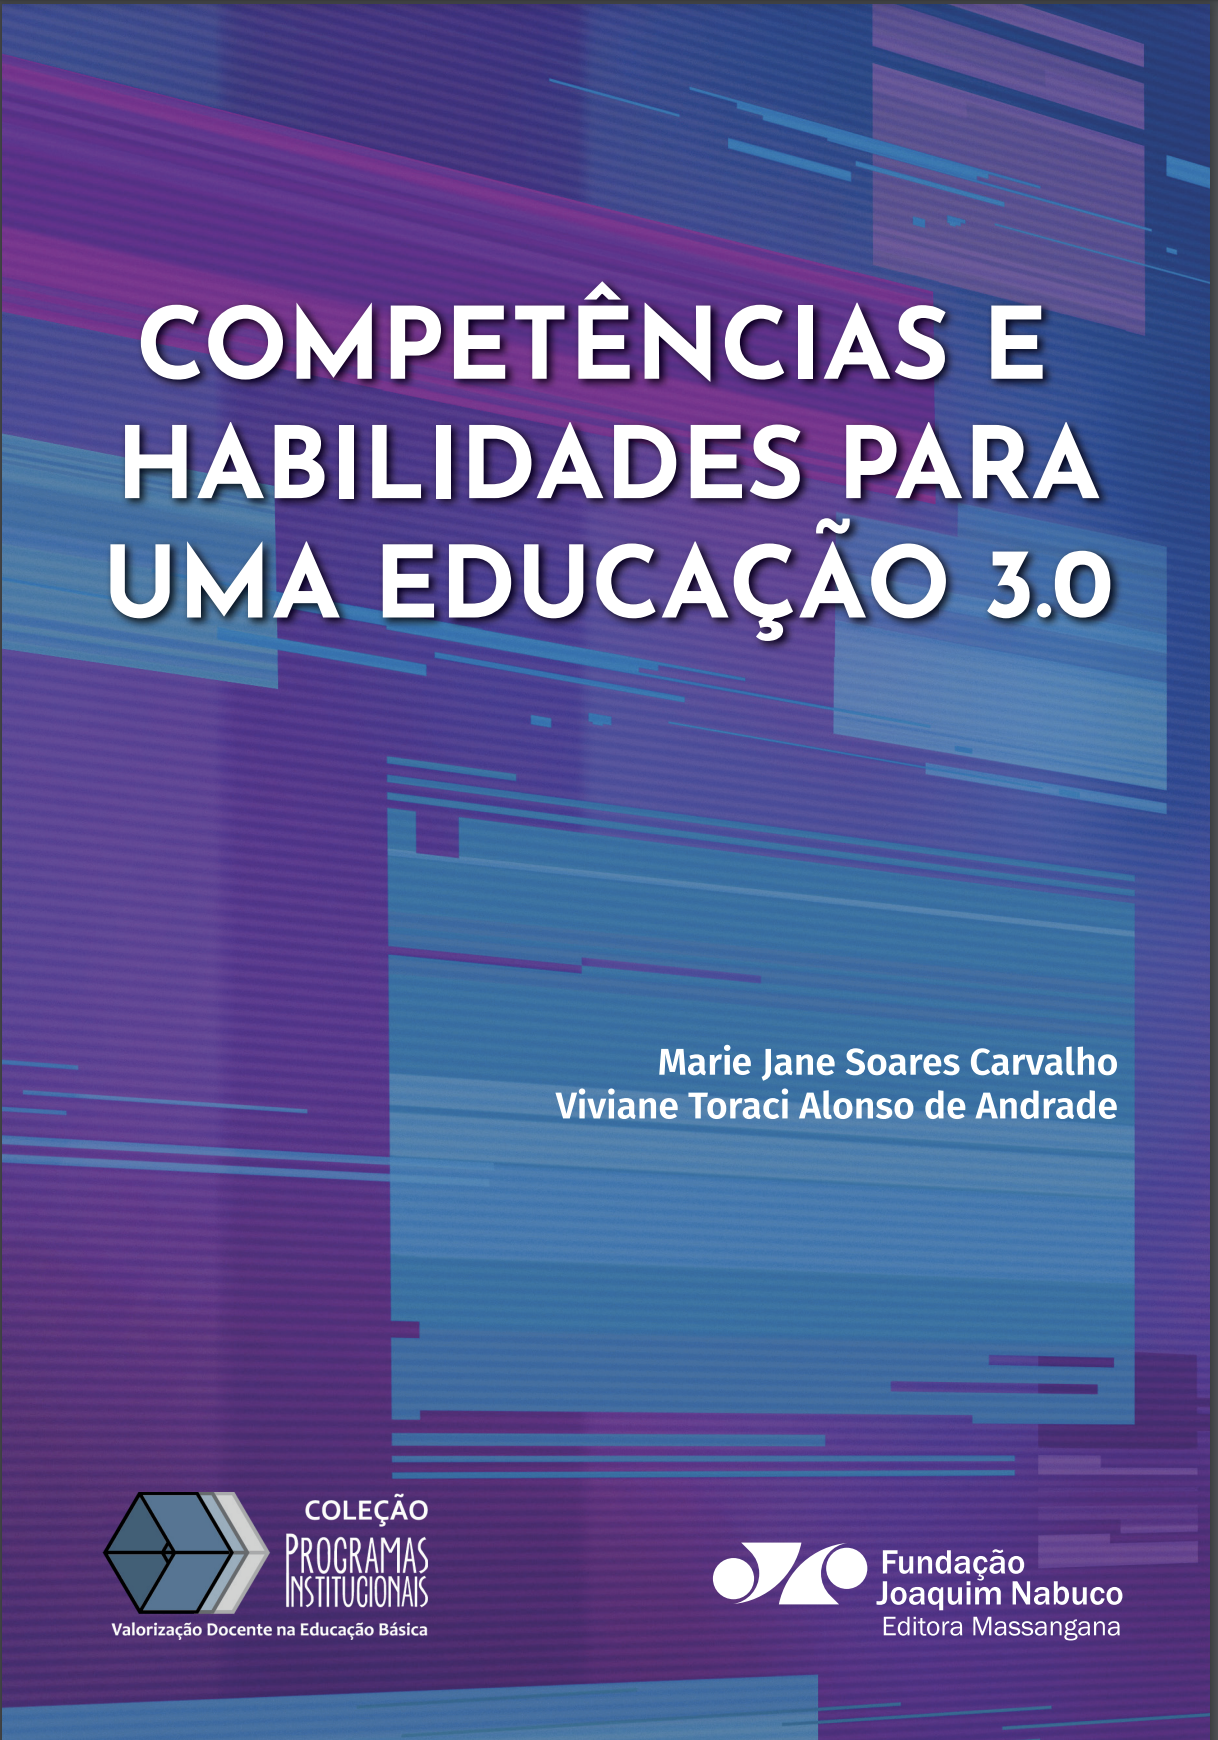 COMPETÊNCIAS E
HABILIDADES PARA
UMA EDUCAÇÃO 3.0
Marie Jane Soares Carvalho
Viviane Toraci Alonso de Andrade
COLEÇÃO
PROGRAMAS
INSTITUCIONAIS
Valorização Docente na Educação Básica
Fundação
Joaquim Nabuco
Editora Massangana